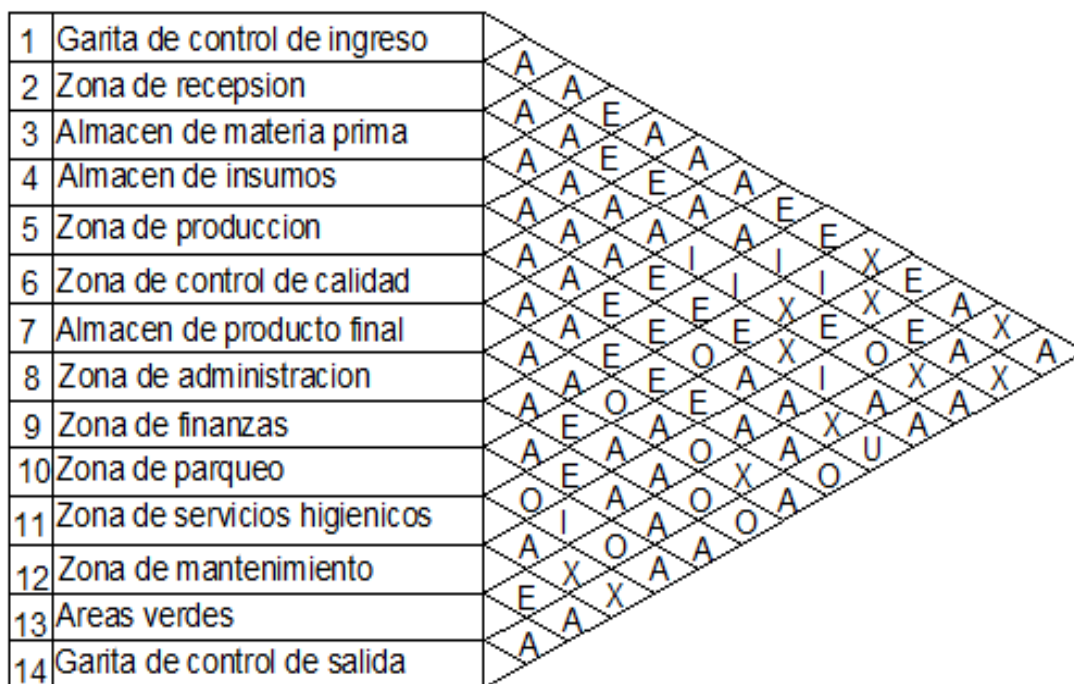 1 Garita de control de ingreso A A E A A A E E X E A X A
2 Zona de recepsion A A E E A A I I X E A X
3 Almacen de materia prima A A A A I I X E O X A
4 Almacen de insumos A A A E E E X I A A
5 Zona de produccion A A E E O A A X U
6 Zona de control de calidad A A E E E A A O
7 Almacen de producto final A A O A O X A
8 Zona de administracion A E A A O O
9 Zona de finanzas A E A A A
10 Zona de parqueo O I O A
11 Zona de servicios higienicos A X X
12 Zona de mantenimiento E A
13 Areas verdes A
14 Garita de control de salida